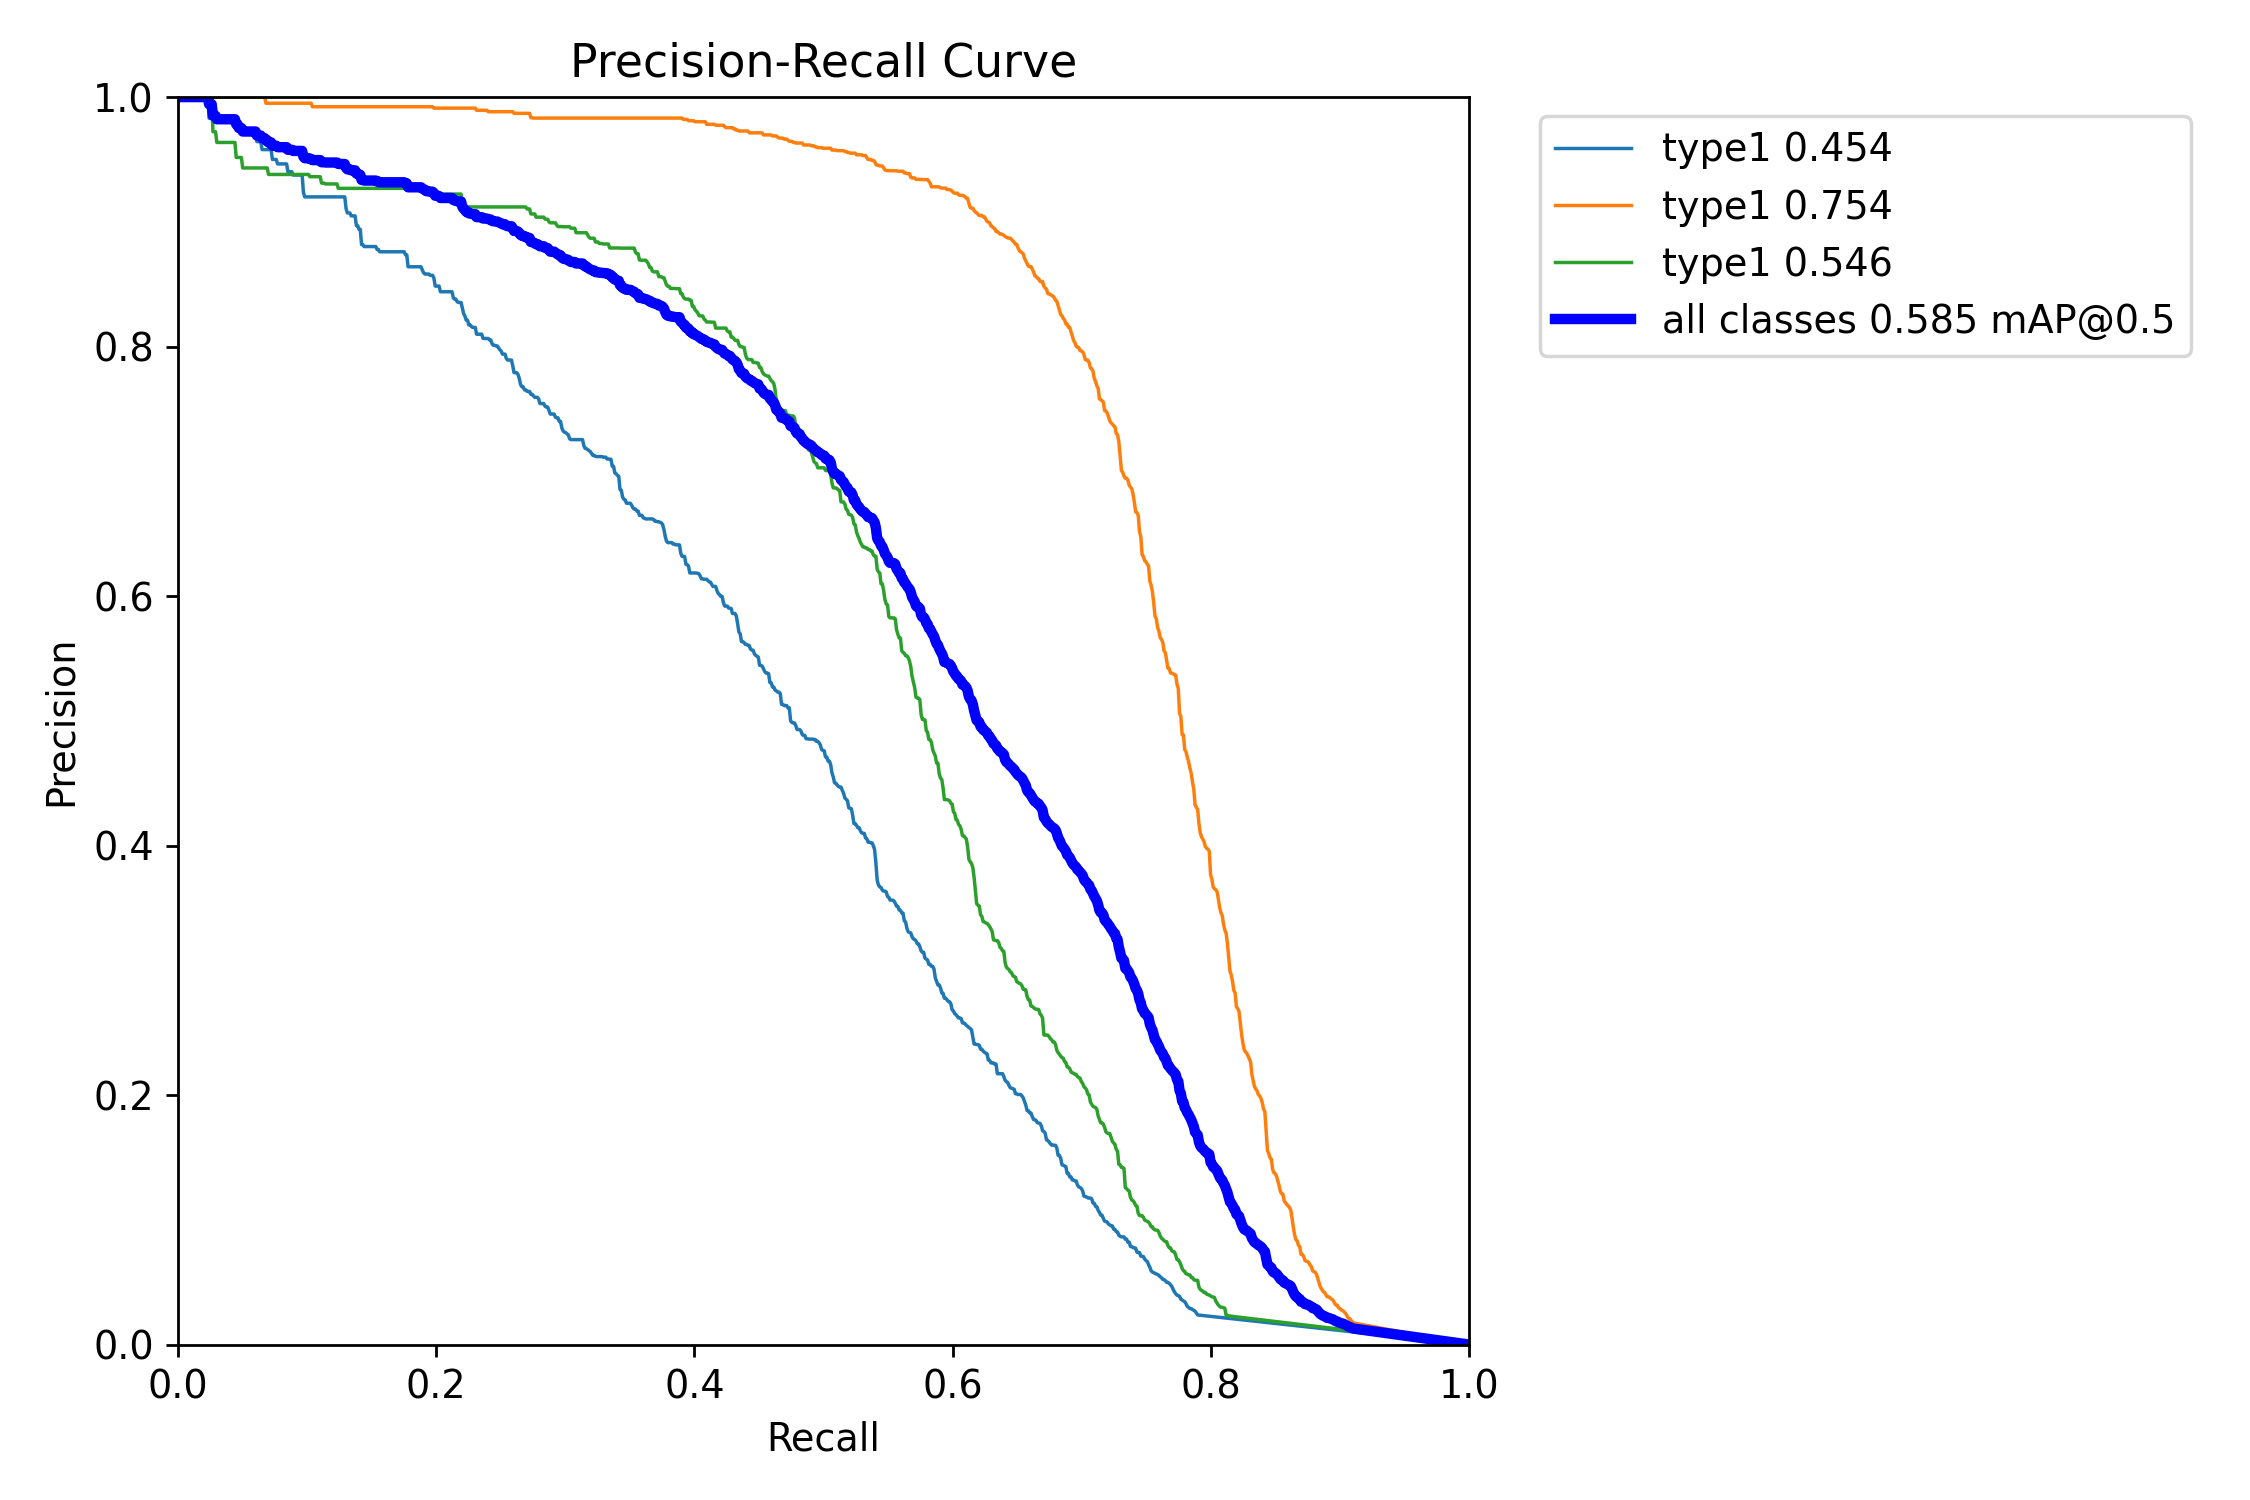 Precision-Recall Curve
1.0
0.8
0.6
0.4
0.2
0.0
Precision
0.0 0.2 0.4 0.6 0.8 1.0
Recall
type1 0.454
type1 0.754
type1 0.546
all classes 0.585 mAP@0.5